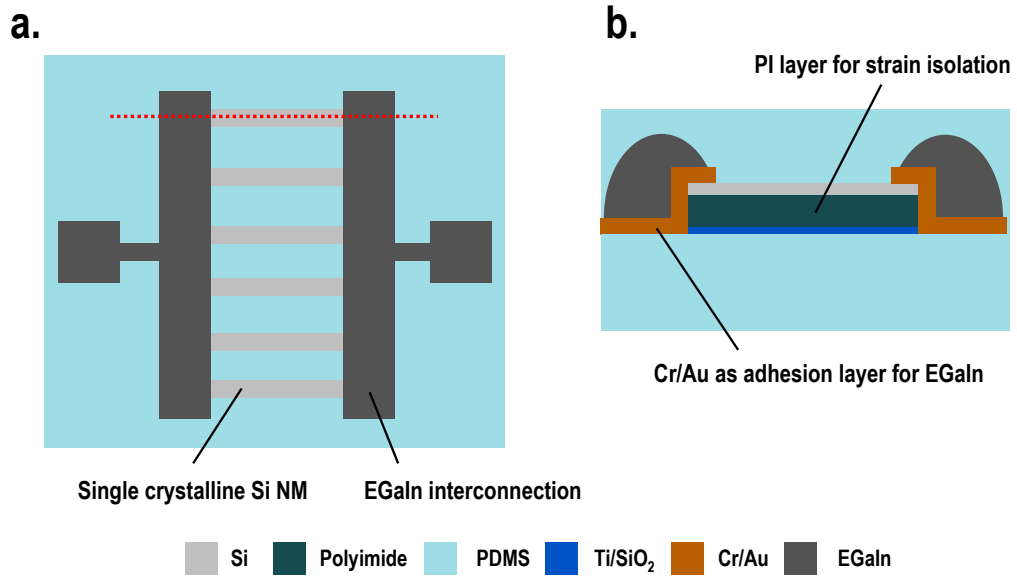 a.
b.
PI layer for strain isolation
Cr/Au as adhesion layer for EGaIn
Single crystalline Si NM
EGaIn interconnection
Si
Polyimide
PDMS
Ti/SiO₂
Cr/Au
EGaIn